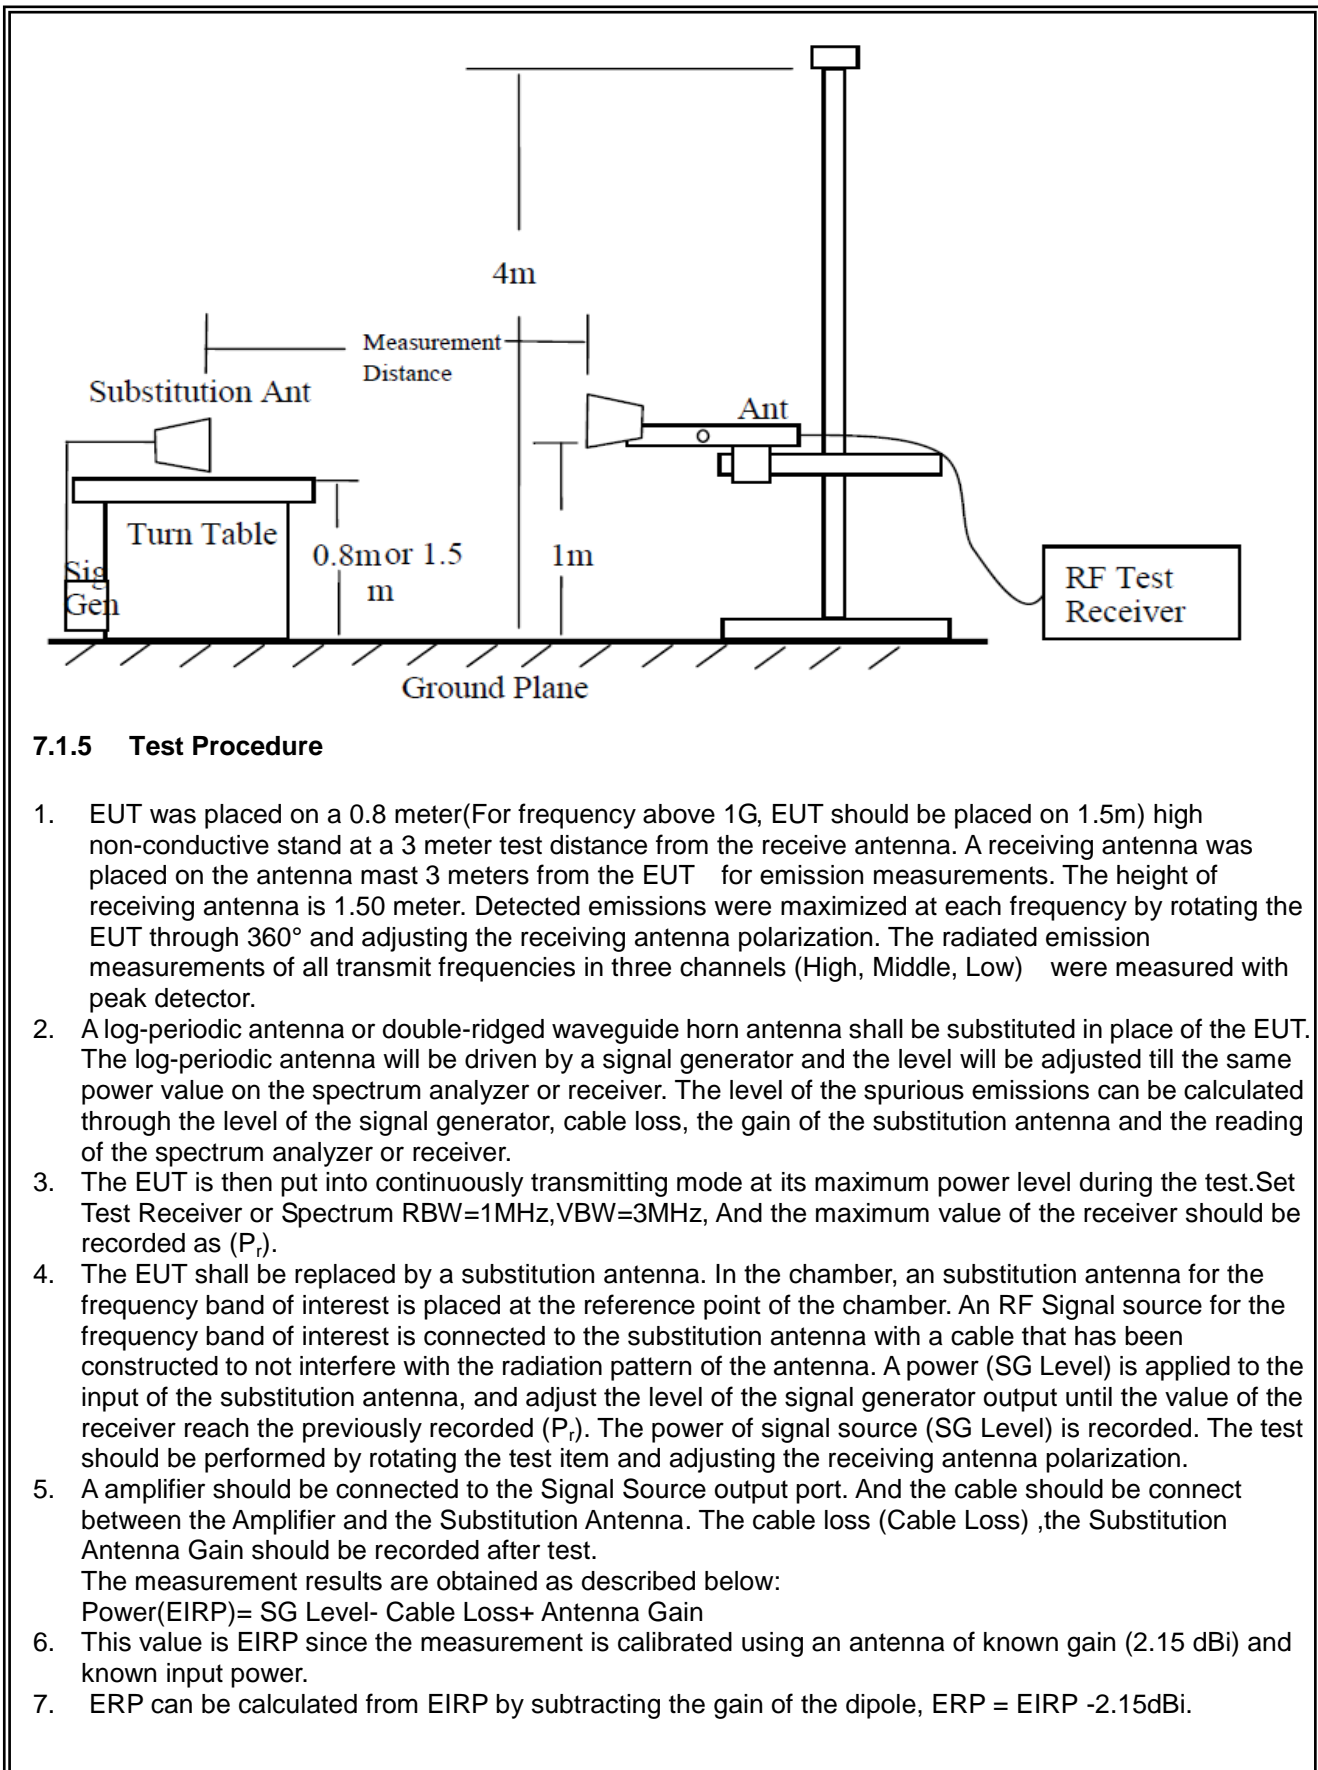 4m
Measurement
Distance
Substitution Ant
Ant
Turn Table
0.8m or 1.5
m
1m
Sig
Gen
RF Test
Receiver
Ground Plane
7.1.5 Test Procedure
1. EUT was placed on a 0.8 meter(For frequency above 1G, EUT should be placed on 1.5m) high
non-conductive stand at a 3 meter test distance from the receive antenna. A receiving antenna was
placed on the antenna mast 3 meters from the EUT for emission measurements. The height of
receiving antenna is 1.50 meter. Detected emissions were maximized at each frequency by rotating the
EUT through 360° and adjusting the receiving antenna polarization. The radiated emission
measurements of all transmit frequencies in three channels (High, Middle, Low) were measured with
peak detector.
2. A log-periodic antenna or double-ridged waveguide horn antenna shall be substituted in place of the EUT.
The log-periodic antenna will be driven by a signal generator and the level will be adjusted till the same
power value on the spectrum analyzer or receiver. The level of the spurious emissions can be calculated
through the level of the signal generator, cable loss, the gain of the substitution antenna and the reading
of the spectrum analyzer or receiver.
3. The EUT is then put into continuously transmitting mode at its maximum power level during the test.Set
Test Receiver or Spectrum RBW=1MHz,VBW=3MHz, And the maximum value of the receiver should be
recorded as (Pr).
4. The EUT shall be replaced by a substitution antenna. In the chamber, an substitution antenna for the
frequency band of interest is placed at the reference point of the chamber. An RF Signal source for the
frequency band of interest is connected to the substitution antenna with a cable that has been
constructed to not interfere with the radiation pattern of the antenna. A power (SG Level) is applied to the
input of the substitution antenna, and adjust the level of the signal generator output until the value of the
receiver reach the previously recorded (Pr). The power of signal source (SG Level) is recorded. The test
should be performed by rotating the test item and adjusting the receiving antenna polarization.
5. A amplifier should be connected to the Signal Source output port. And the cable should be connect
between the Amplifier and the Substitution Antenna. The cable loss (Cable Loss) ,the Substitution
Antenna Gain should be recorded after test.
The measurement results are obtained as described below:
Power(EIRP)= SG Level- Cable Loss+ Antenna Gain
6. This value is EIRP since the measurement is calibrated using an antenna of known gain (2.15 dBi) and
known input power.
7. ERP can be calculated from EIRP by subtracting the gain of the dipole, ERP = EIRP -2.15dBi.